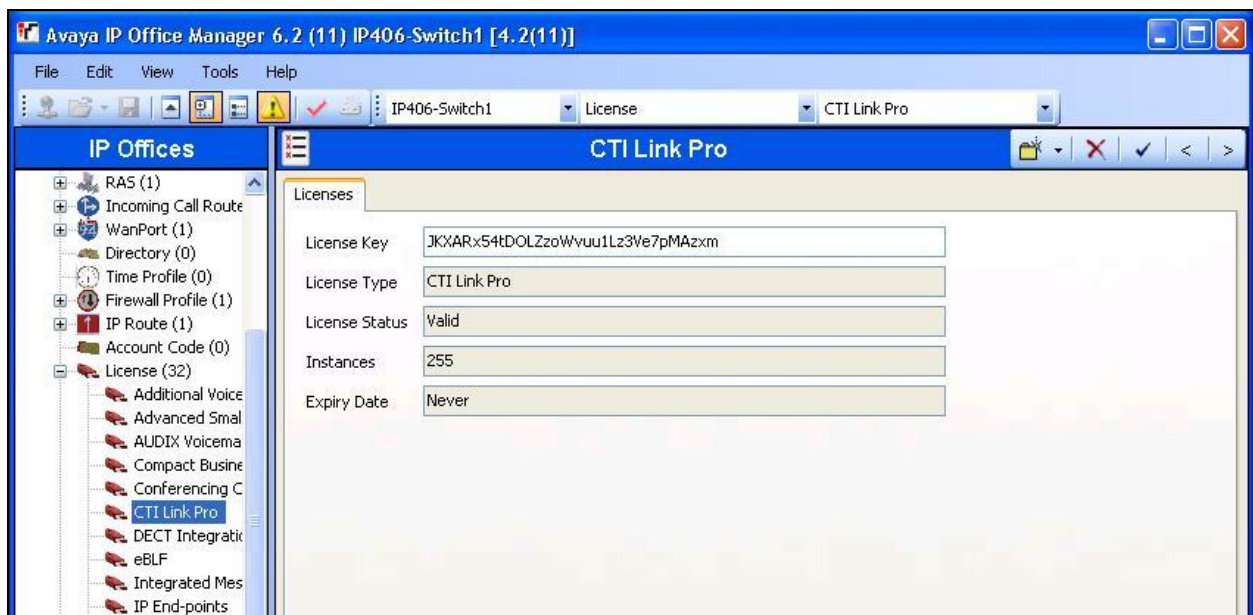 Avaya IP Office Manager 6.2 (11) IP406-Switch1 [4.2(11)]
File Edit View Tools Help
IP406-Switch1 License CTI Link Pro
IP Offices
CTI Link Pro
RAS (1)
Incoming Call Route
WanPort (1)
Directory (0)
Time Profile (0)
Firewall Profile (1)
IP Route (1)
Account Code (0)
License (32)
Additional Voice
Advanced Smal
AUDIX Voicema
Compact Busine
Conferencing C
CTI Link Pro
DECT Integratic
eBLF
Integrated Mes
IP End-points
Licenses
License Key JKXARx54tDOLZzoWvuu1Lz3Ve7pMAzxm
License Type CTI Link Pro
License Status Valid
Instances 255
Expiry Date Never